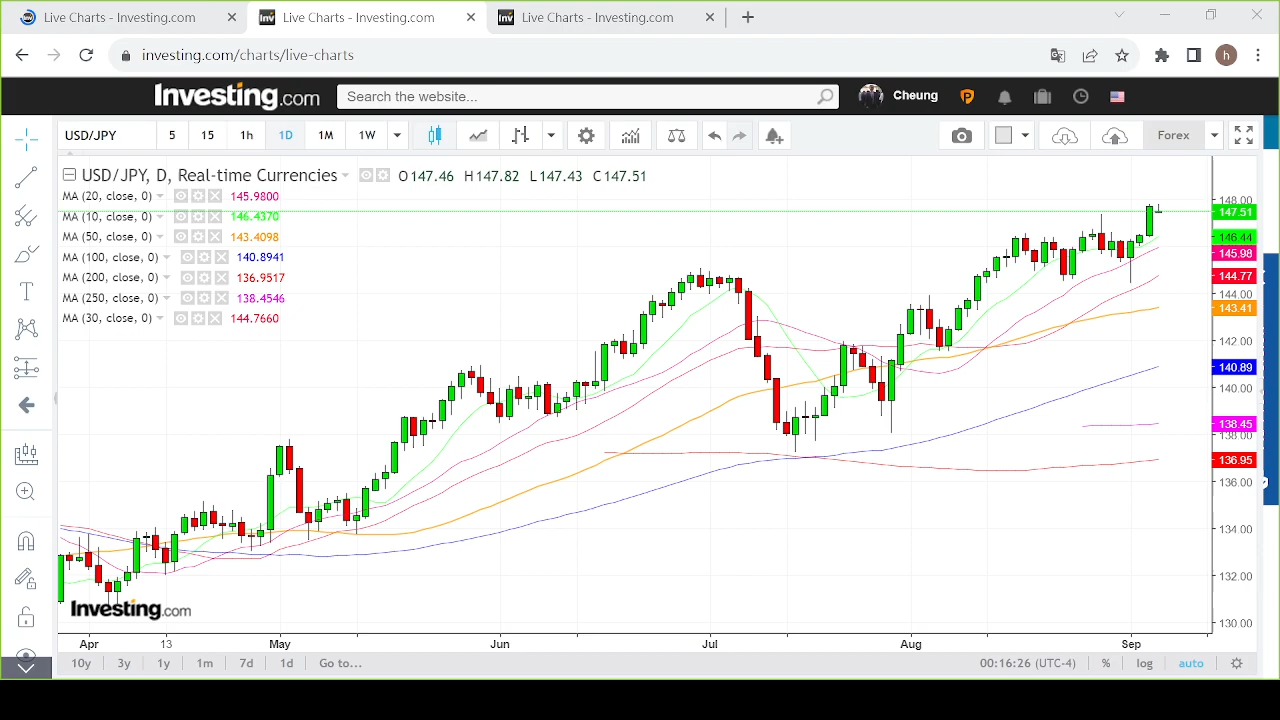 Live Charts - Investing.com
Live Charts - Investing.com
Live Charts - Investing.com
investing.com/charts/live-charts
h
Investing.com
Search the website...
Cheung
USD/JPY 5 15 1h 1D 1M 1W
Forex
USD/JPY, D, Real-time Currencies O147.46 H147.82 L147.43 C147.51
MA (20, close, 0) 145.9800
MA (10, close, 0) 146.4370
MA (50, close, 0) 143.4098
MA (100, close, 0) 140.8941
MA (200, close, 0) 136.9517
MA (250, close, 0) 138.4546
MA (30, close, 0) 144.7660
148.00
147.51
146.44
145.98
144.77
144.00
143.41
142.00
140.89
140.00
138.45
138.00
136.95
136.00
134.00
132.00
130.00
Investing.com
Apr 13 May Jun Jul Aug Sep
10y 3y 1y 1m 7d 1d Go to... 00:16:26 (UTC-4) % log auto